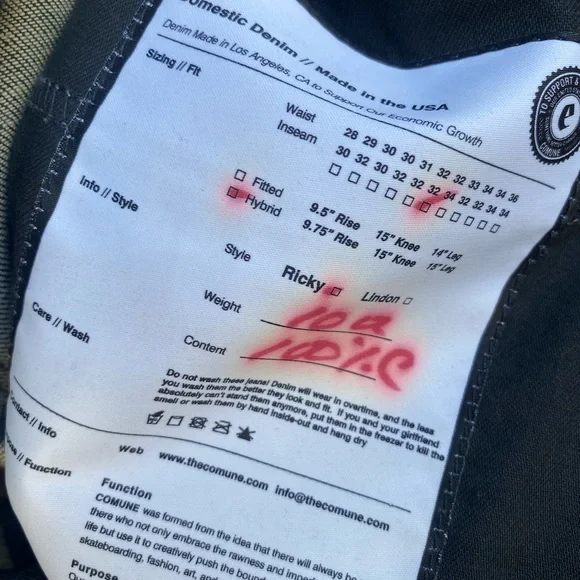 Domestic Denim // Made in the USA
Denim Made in Los Angeles, CA to Support Our Economic Growth
Sizing // Fit
Waist 28 29 30 30 31 32 32 33 34 34 36
Inseam 30 32 30 32 32 32 34 32 32 34 34
Fitted 9.5" Rise 15" Knee 14" Leg
Hybrid 9.75" Rise 15" Knee 15" Leg
Info // Style
Style Ricky Lindon
Weight
Content 100%
Care // Wash
Do not wash these jeans! Denim will wear in overtime, and the less
you wash them the better they look and fit. If you and your girlfriend
absolutely can't stand them anymore, put them in the freezer to kill the
smell or wash them by hand inside-out and hang dry
Contact // Info
Web www.thecomune.com info@thecomune.com
// Function
Function
COMUNE was formed from the idea that there will always be
there who not only embrace the rawness and
life but use it to creatively push the
skateboarding, fashion, art, and
Purpose
TO SUPPORT &
COMUNE